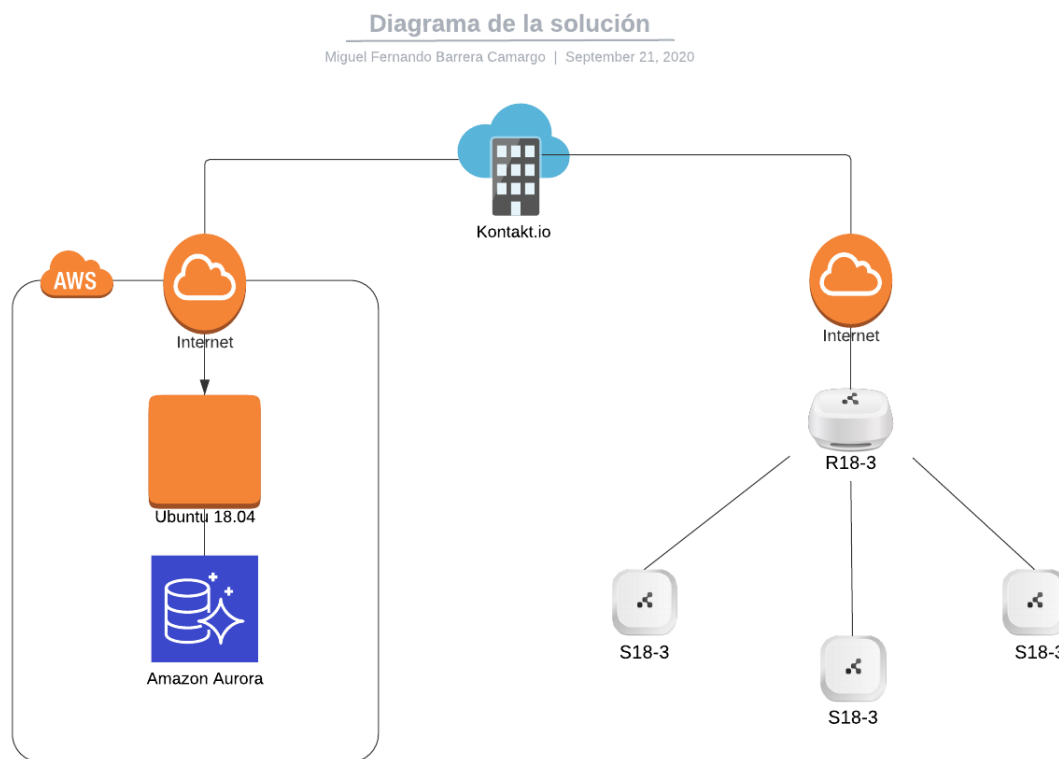 Diagrama de la solución
Miguel Fernando Barrera Camargo | September 21, 2020
Kontakt.io
AWS
Internet
Internet
Ubuntu 18.04
R18-3
S18-3
S18-3
S18-3
Amazon Aurora